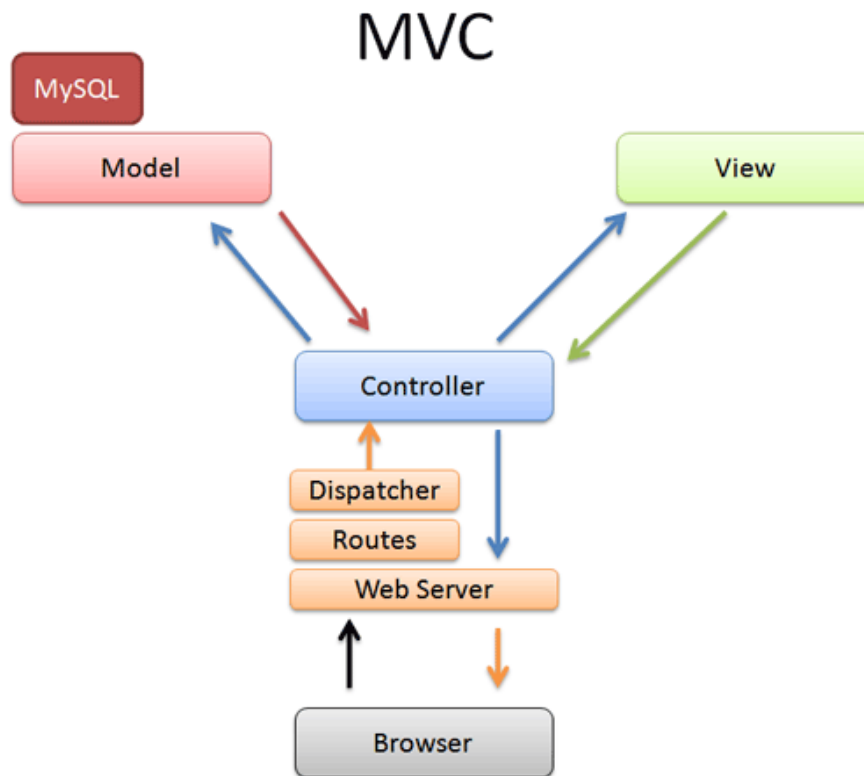 MVC
MySQL
Model
View
Controller
Dispatcher
Routes
Web Server
Browser